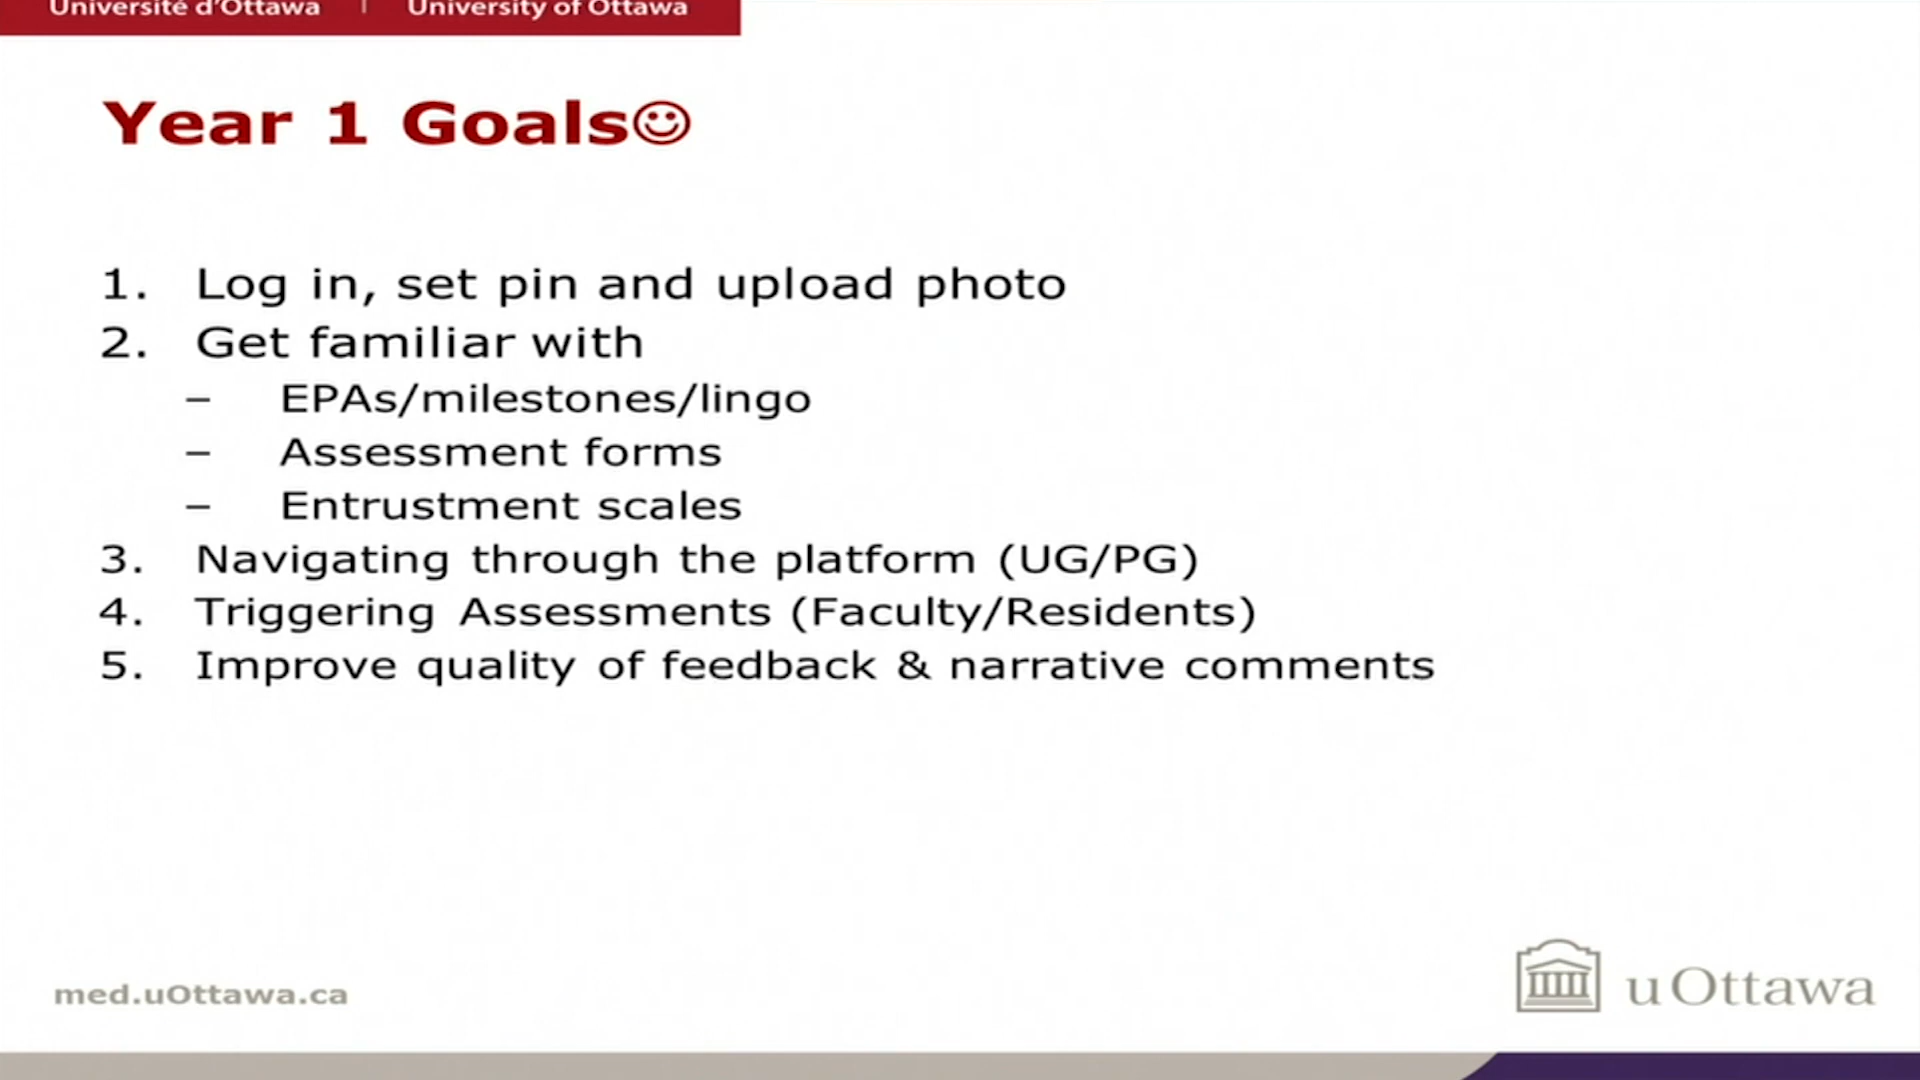 Université d'Ottawa | University of Ottawa
Year 1 Goals☺
1. Log in, set pin and upload photo
2. Get familiar with
– EPAs/milestones/lingo
– Assessment forms
– Entrustment scales
3. Navigating through the platform (UG/PG)
4. Triggering Assessments (Faculty/Residents)
5. Improve quality of feedback & narrative comments
med.uOttawa.ca
uOttawa